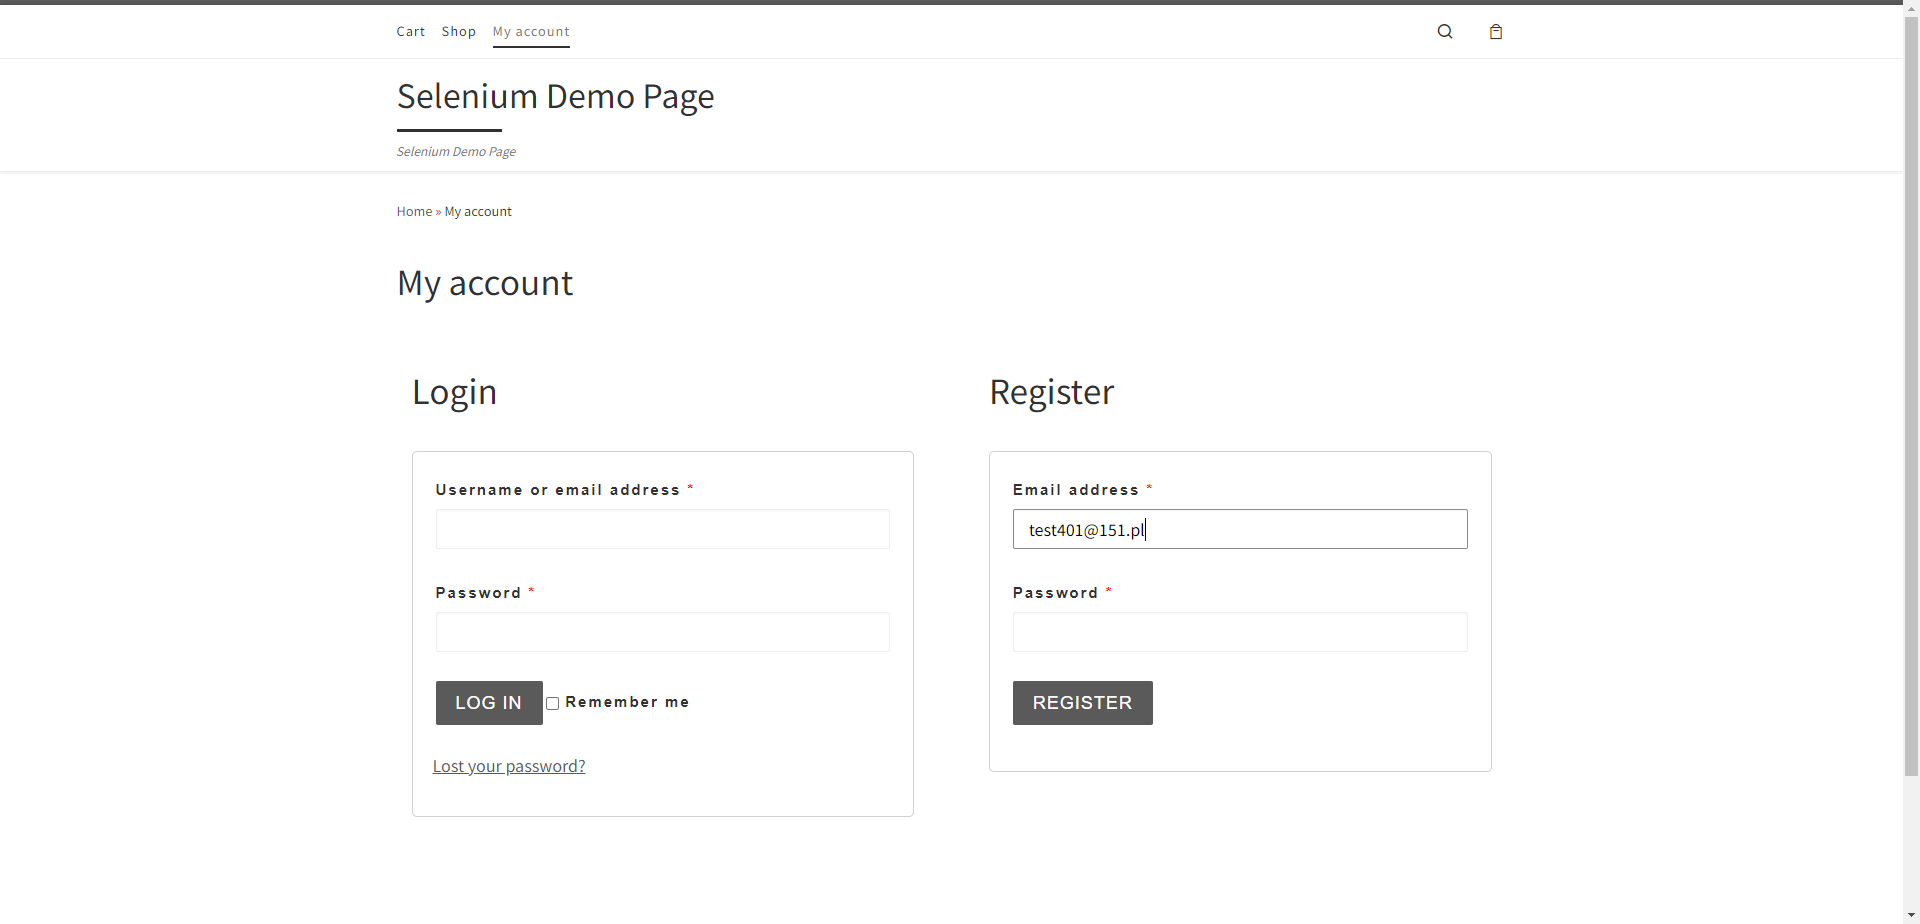 Cart Shop My account
Selenium Demo Page
Selenium Demo Page
Home » My account
My account
Login
Username or email address *
Password *
LOG IN Remember me
Lost your password?
Register
Email address *
test401@151.pl
Password *
REGISTER